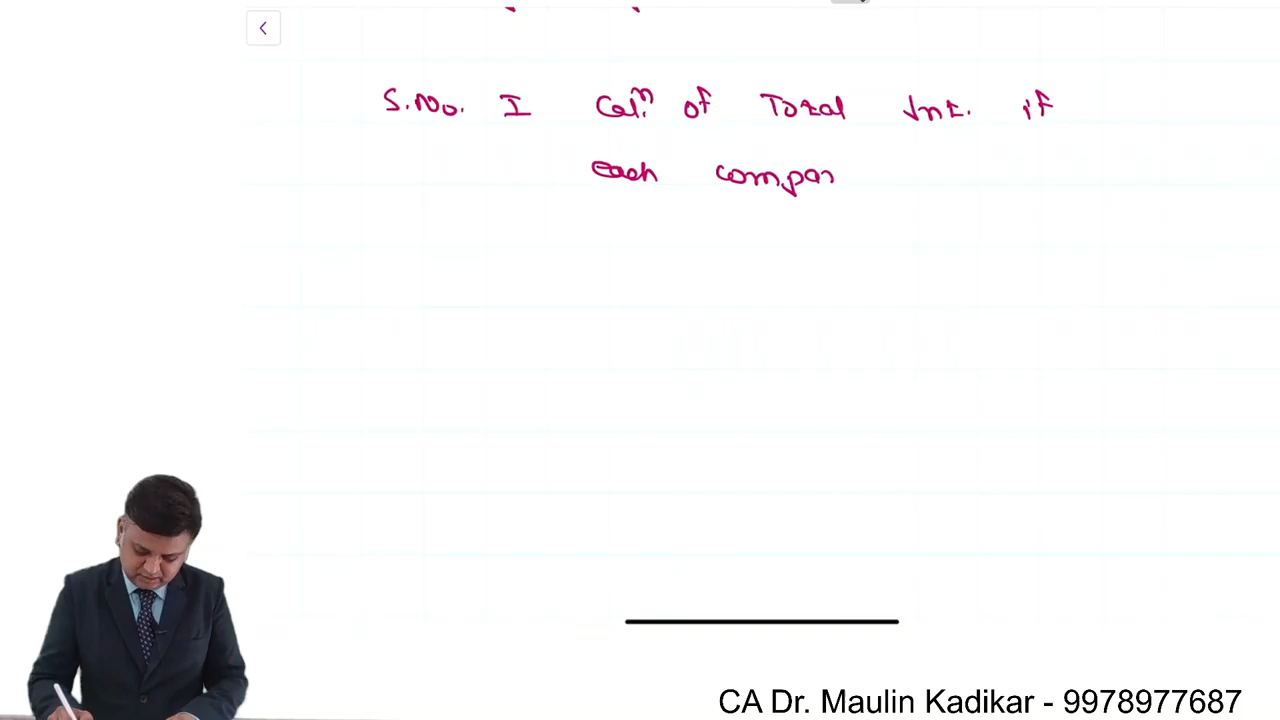 S.No. I Calⁿ. of Total Int. if
each compan
CA Dr. Maulin Kadikar - 9978977687